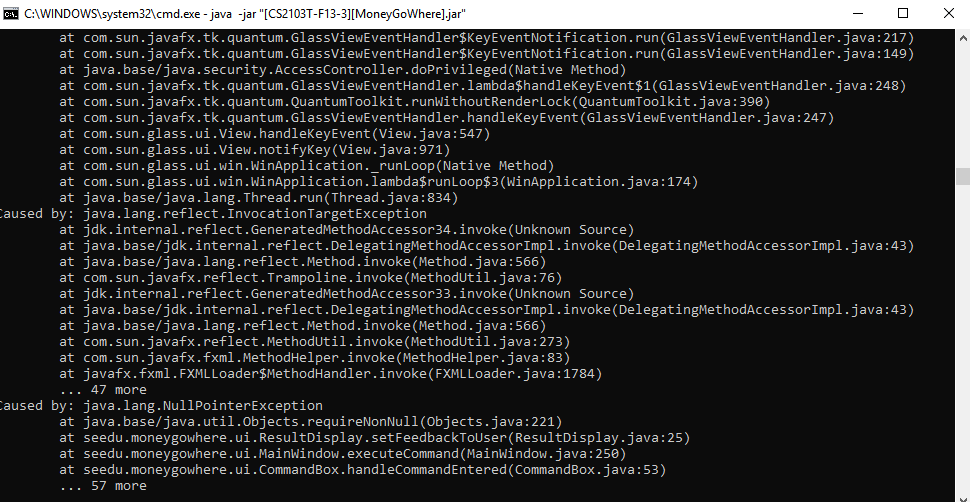 C:\WINDOWS\system32\cmd.exe - java -jar "[CS2103T-F13-3][MoneyGoWhere].jar"
at com.sun.javafx.tk.quantum.GlassViewEventHandler$KeyEventNotification.run(GlassViewEventHandler.java:217)
at com.sun.javafx.tk.quantum.GlassViewEventHandler$KeyEventNotification.run(GlassViewEventHandler.java:149)
at java.base/java.security.AccessController.doPrivileged(Native Method)
at com.sun.javafx.tk.quantum.GlassViewEventHandler.lambda$handleKeyEvent$1(GlassViewEventHandler.java:248)
at com.sun.javafx.tk.quantum.QuantumToolkit.runWithoutRenderLock(QuantumToolkit.java:390)
at com.sun.javafx.tk.quantum.GlassViewEventHandler.handleKeyEvent(GlassViewEventHandler.java:247)
at com.sun.glass.ui.View.handleKeyEvent(View.java:547)
at com.sun.glass.ui.View.notifyKey(View.java:971)
at com.sun.glass.ui.win.WinApplication._runLoop(Native Method)
at com.sun.glass.ui.win.WinApplication.lambda$runLoop$3(WinApplication.java:174)
at java.base/java.lang.Thread.run(Thread.java:834)
Caused by: java.lang.reflect.InvocationTargetException
at jdk.internal.reflect.GeneratedMethodAccessor34.invoke(Unknown Source)
at java.base/jdk.internal.reflect.DelegatingMethodAccessorImpl.invoke(DelegatingMethodAccessorImpl.java:43)
at java.base/java.lang.reflect.Method.invoke(Method.java:566)
at com.sun.javafx.reflect.Trampoline.invoke(MethodUtil.java:76)
at jdk.internal.reflect.GeneratedMethodAccessor33.invoke(Unknown Source)
at java.base/jdk.internal.reflect.DelegatingMethodAccessorImpl.invoke(DelegatingMethodAccessorImpl.java:43)
at java.base/java.lang.reflect.Method.invoke(Method.java:566)
at com.sun.javafx.reflect.MethodUtil.invoke(MethodUtil.java:273)
at com.sun.javafx.fxml.MethodHelper.invoke(MethodHelper.java:83)
at javafx.fxml.FXMLLoader$MethodHandler.invoke(FXMLLoader.java:1784)
... 47 more
Caused by: java.lang.NullPointerException
at java.base/java.util.Objects.requireNonNull(Objects.java:221)
at seedu.moneygowhere.ui.ResultDisplay.setFeedbackToUser(ResultDisplay.java:25)
at seedu.moneygowhere.ui.MainWindow.executeCommand(MainWindow.java:250)
at seedu.moneygowhere.ui.CommandBox.handleCommandEntered(CommandBox.java:53)
... 57 more